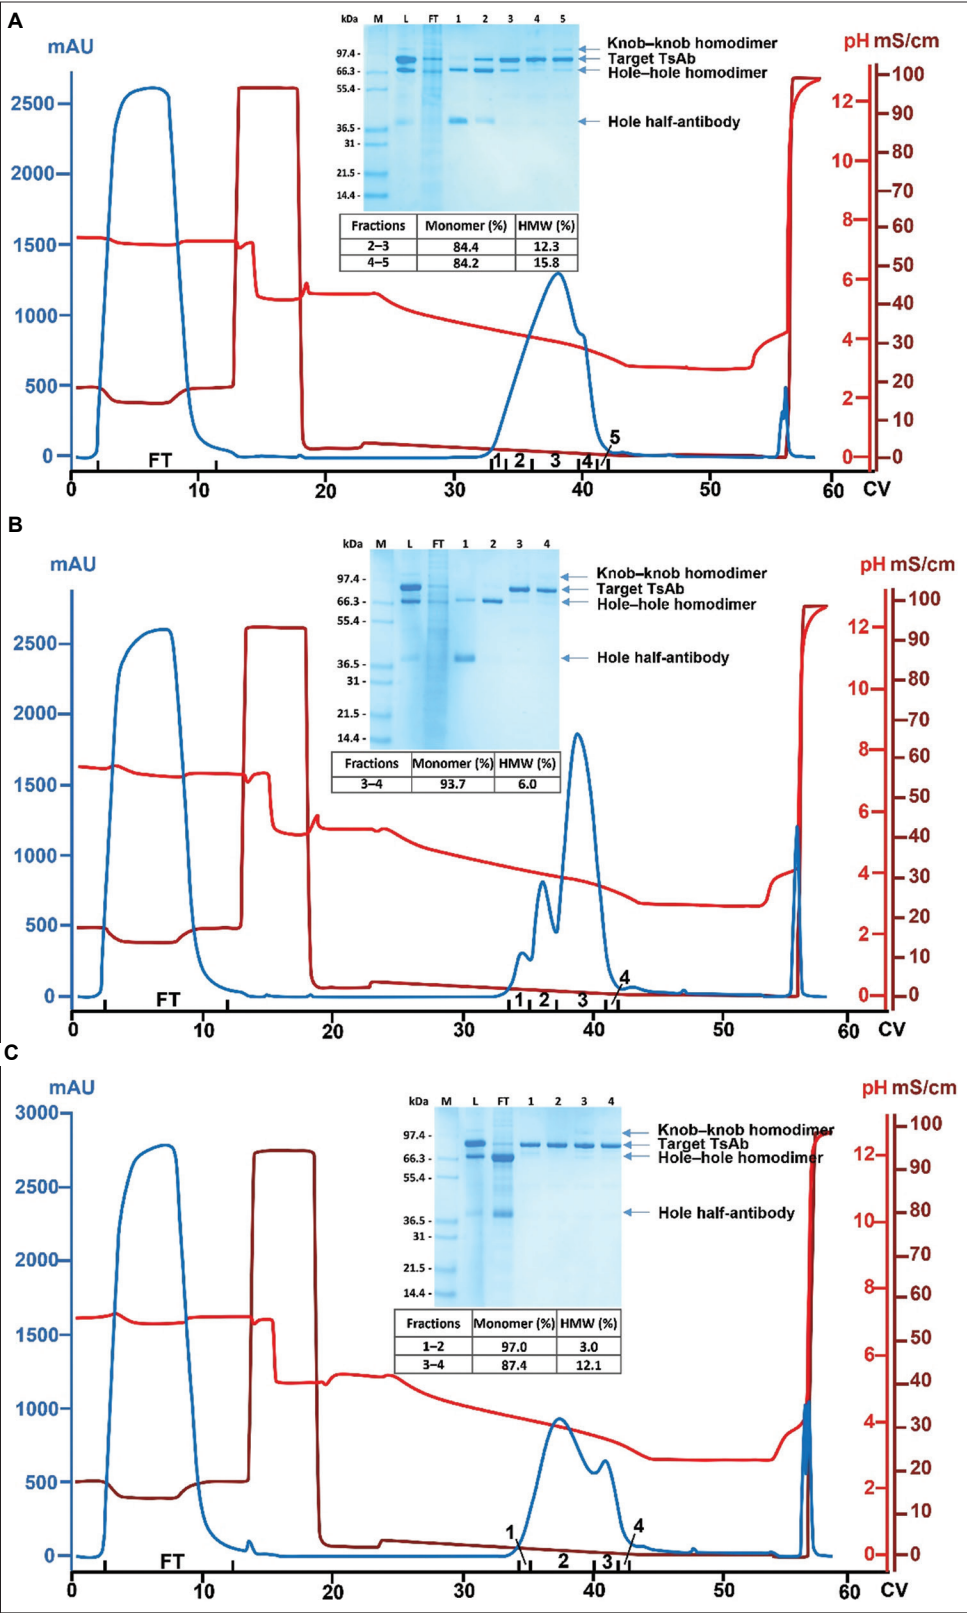 A
kDa M L FT 1 2 3 4 5
mAU
pH mS/cm
Knob–knob homodimer
Target TsAb
Hole–hole homodimer
Hole half-antibody
97.4 -
66.3 -
55.4 -
36.5 -
31 -
21.5 -
14.4 -
Fractions Monomer (%) HMW (%)
2–3 84.4 12.3
4–5 84.2 15.8
2500
2000
1500
1000
500
0
12
10
8
6
4
2
0
100
90
80
70
60
50
40
30
20
10
0
FT 1 2 3 4 5
0 10 20 30 40 50 60 CV
B
kDa M L FT 1 2 3 4
mAU
pH mS/cm
Knob–knob homodimer
Target TsAb
Hole–hole homodimer
Hole half-antibody
97.4 -
66.3 -
55.4 -
36.5 -
31 -
21.5 -
14.4 -
Fractions Monomer (%) HMW (%)
3–4 93.7 6.0
2500
2000
1500
1000
500
0
12
10
8
6
4
2
0
100
90
80
70
60
50
40
30
20
10
0
FT 1 2 3 4
0 10 20 30 40 50 60 CV
C
kDa M L FT 1 2 3 4
mAU
pH mS/cm
Knob–knob homodimer
Target TsAb
Hole–hole homodimer
Hole half-antibody
97.4 -
66.3 -
55.4 -
36.5 -
31 -
21.5 -
14.4 -
Fractions Monomer (%) HMW (%)
1–2 97.0 3.0
3–4 87.4 12.1
3000
2500
2000
1500
1000
500
0
12
10
8
6
4
2
0
100
90
80
70
60
50
40
30
20
10
0
FT 1 2 3 4
0 10 20 30 40 50 60 CV